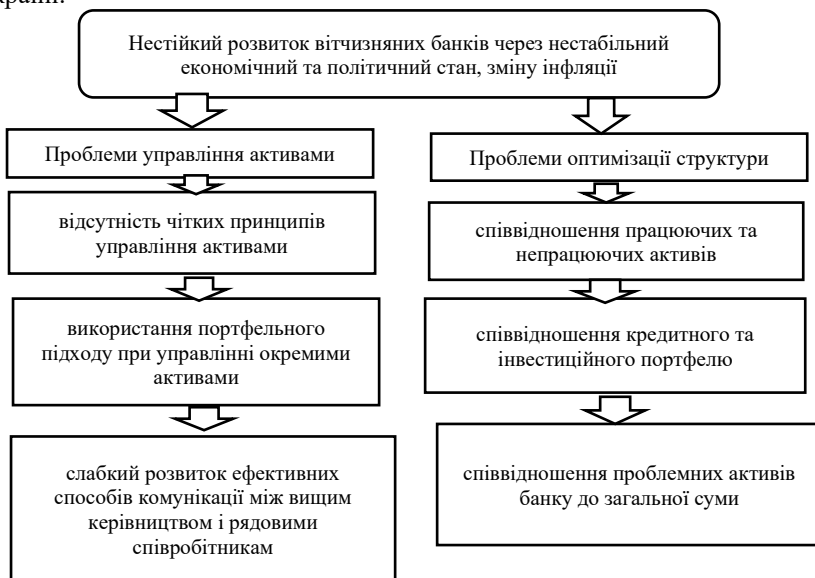 Нестійкий розвиток вітчизняних банків через нестабільний
економічний та політичний стан, зміну інфляції
Проблеми управління активами
відсутність чітких принципів
управління активами
використання портфельного
підходу при управлінні окремими
активами
слабкий розвиток ефективних
способів комунікації між вищим
керівництвом і рядовими
співробітникам
Проблеми оптимізації структури
співвідношення працюючих та
непрацюючих активів
співвідношення кредитного та
інвестиційного портфелю
співвідношення проблемних активів
банку до загальної суми